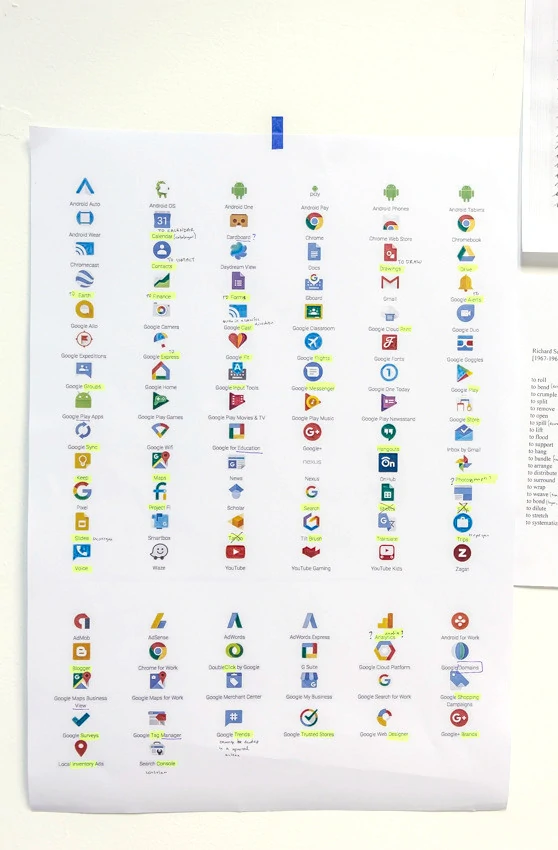 Android Auto Android OS Android One Android Pay Android Phones Android Tablets
TO CALENDAR
Android Wear Calendar Cardboard ? Chrome Chrome Web Store Chromebook
TO CONTACT TO DRAW
Chromecast Contacts Daydream View Docs Drawings Drive
TO Earth Finance Forms Gboard Gmail Google Alerts
Google Allo Google Camera Google Cast Google Classroom Google Cloud Print Google Duo
TO
Google Expeditions Google Express Google Fit Google Flights Google Fonts Google Goggles
Google Groups Google Home Google Input Tools Google Messenger Google One Today Google Play
Google Play Apps Google Play Games Google Play Movies & TV Google Play Music Google Play Newsstand Google Store
Google Sync Google Wifi Google for Education Google+ Hangouts Inbox by Gmail
Keep Maps News Nexus OnHub ? Photos
Pixel Project Fi Scholar Search
Slides SmartBox Tango Tilt Brush Translate Trips
Voice Waze YouTube YouTube Gaming YouTube Kids Zagat
AdMob AdSense AdWords AdWords Express ? Analytics ! Android for Work
Blogger Chrome for Work DoubleClick by Google G Suite Google Cloud Platform Google Domains
Google Maps Business View Google Maps for Work Google Merchant Center Google My Business Google Search for Work Google Shopping Campaigns
Google Surveys Google Tag Manager Google Trends Google Trusted Stores Google Web Designer Google+ Brands
Local Inventory Ads Search Console
Richard Se
[1967-196
to roll
to bend
to crumple
to split
to remove
to open
to spill
to lift
to flood
to support
to hang
to bundle
to arrange
to distribute
to surround
to wrap
to weave
to bond
to dilute
to stretch
to systematic